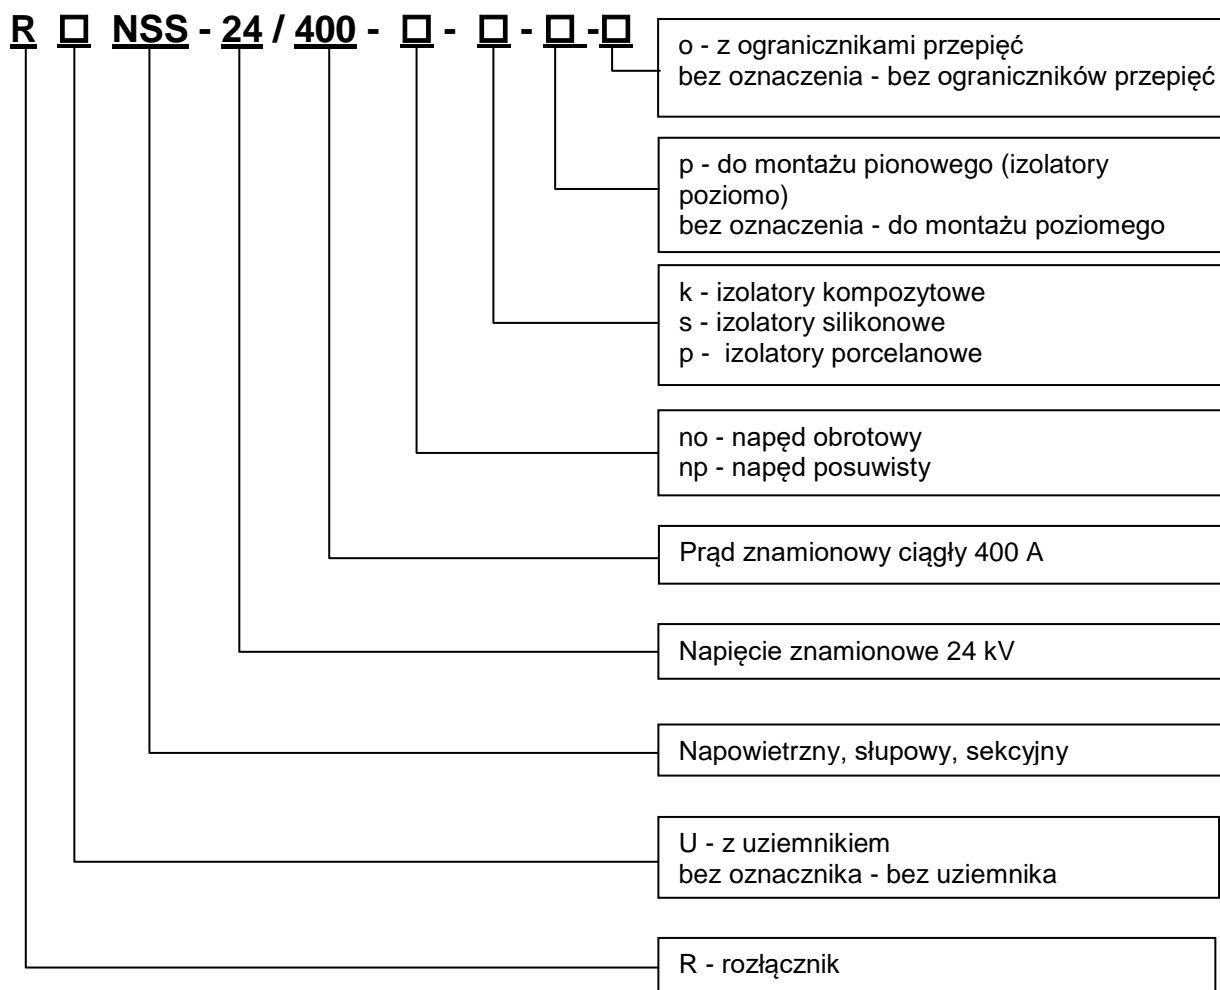 R □ NSS - 24 / 400 - □ - □ - □ - □
o - z ogranicznikami przepięć
bez oznaczenia - bez ograniczników przepięć
p - do montażu pionowego (izolatory
poziomo)
bez oznaczenia - do montażu poziomego
k - izolatory kompozytowe
s - izolatory silikonowe
p - izolatory porcelanowe
no - napęd obrotowy
np - napęd posuwisty
Prąd znamionowy ciągły 400 A
Napięcie znamionowe 24 kV
Napowietrzny, słupowy, sekcyjny
U - z uziemnikiem
bez oznacznika - bez uziemnika
R - rozłącznik